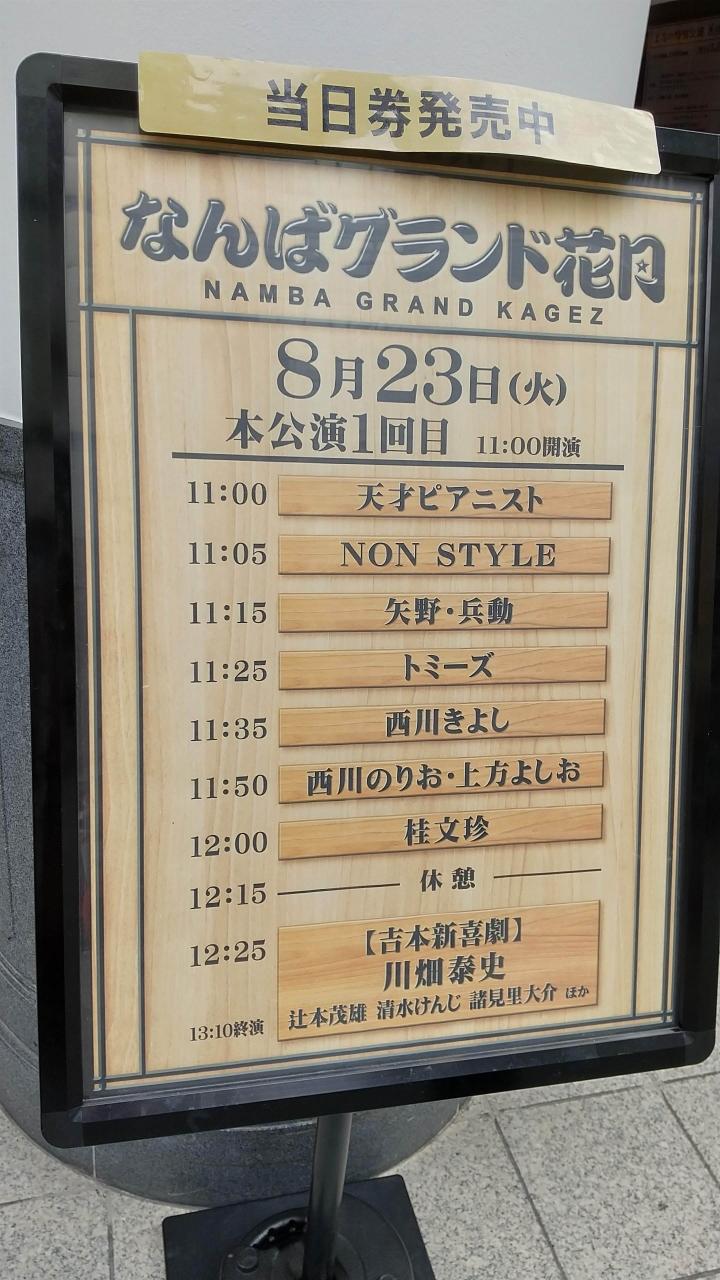 当日券発売中
なんばグランド花月
NAMBA GRAND KAGEZ
8月23日(火)
本公演1回目 11:00開演
11:00 天才ピアニスト
11:05 NON STYLE
11:15 矢野・兵動
11:25 トミーズ
11:35 西川きよし
11:50 西川のりお・上方よしお
12:00 桂文珍
12:15 休憩
12:25 【吉本新喜劇】
川畑泰史
辻本茂雄 清水けんじ 諸見里大介 ほか
13:10終演